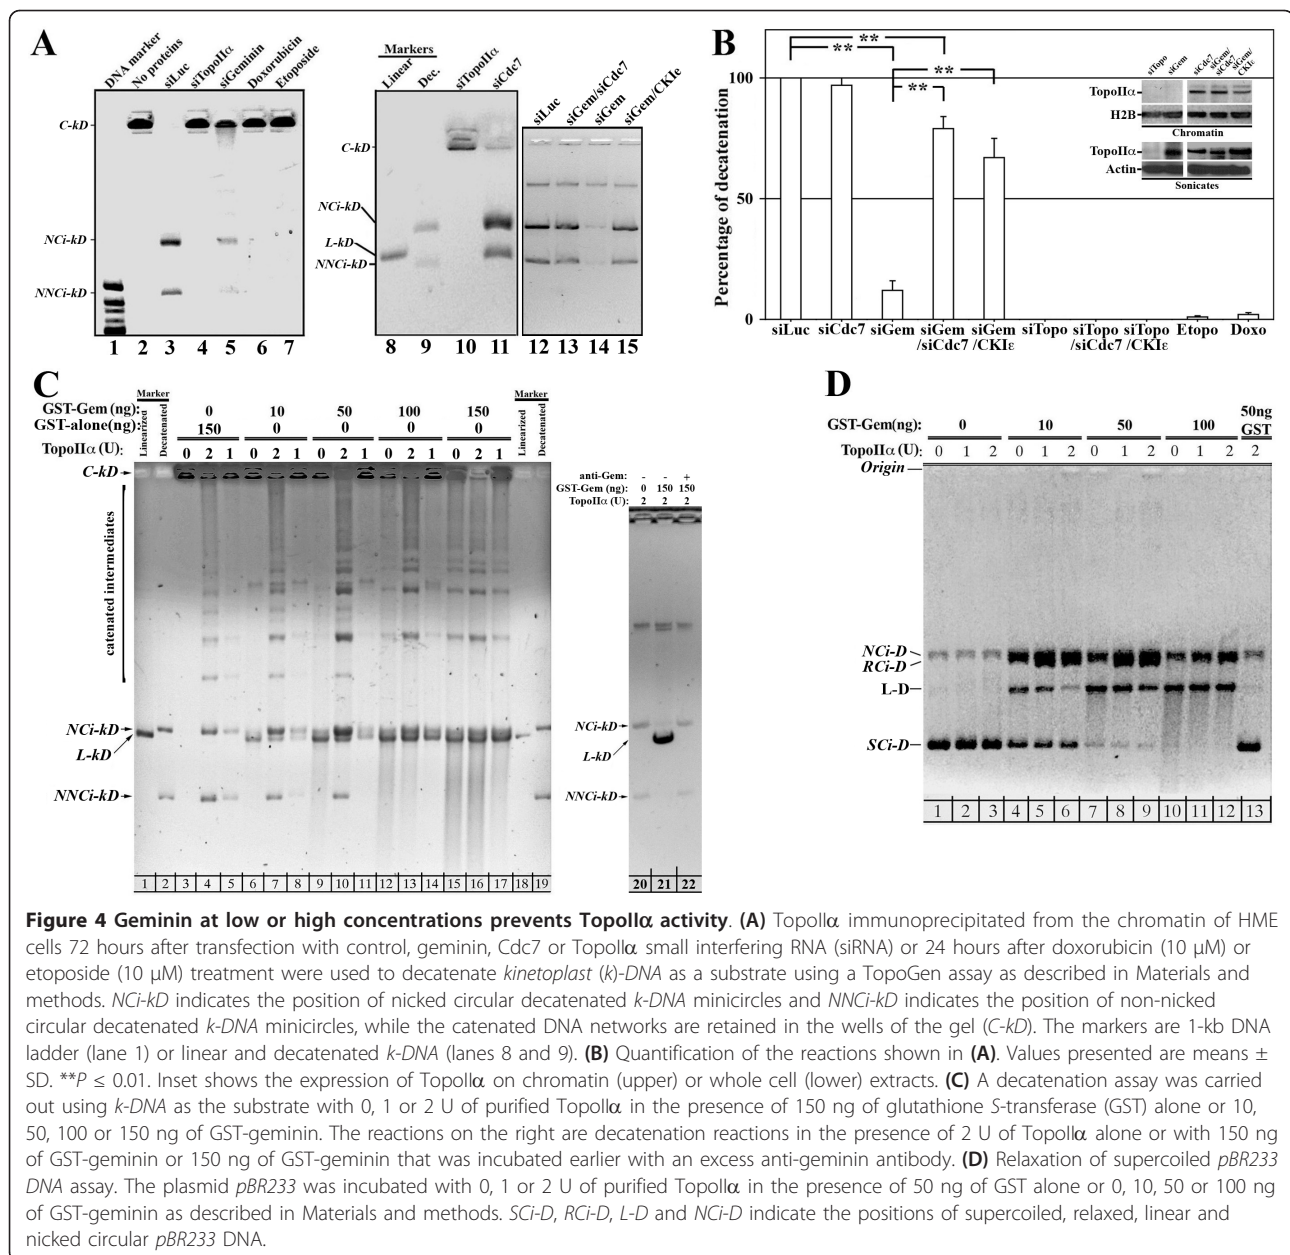 A
DNA marker
No proteins
siLuc
siTopoIIα
siGeminin
Doxorubicin
Etoposide
C-kD
NCi-kD
NNCi-kD
1 2 3 4 5 6 7
Markers
Linear
Dec.
siTopoIIα
siCdc7
siLuc
siGem/siCdc7
siGem
siGem/CKIe
C-kD
NCi-kD
L-kD
NNCi-kD
8 9 10 11 12 13 14 15
B
Percentage of decatenation
100
50
0
** **
**
**
siLuc siCdc7 siGem siGem siGem siTopo siTopo siTopo Etopo Doxo
/siCdc7 /CKIε /siCdc7 /CKIε
siTopo
siGem
siCdc7
siGem/
siCdc7
siGem/
CKIε
TopoIIα
H2B
Chromatin
TopoIIα
Actin
Sonicates
C
Marker
Linearized
Decatenated
GST-Gem (ng): 0 10 50 100 150
GST-alone(ng): 150 0 0 0 0
TopoIIα (U): 0 2 1 0 2 1 0 2 1 0 2 1 0 2 1
Marker
Linearized
Decatenated
C-kD
catenated intermediates
NCi-kD
L-kD
NNCi-kD
1 2 3 4 5 6 7 8 9 10 11 12 13 14 15 16 17 18 19
anti-Gem: - - +
GST-Gem (ng): 0 150 150
TopoIIα (U): 2 2 2
NCi-kD
L-kD
NNCi-kD
20 21 22
D
50ng
GST-Gem(ng): 0 10 50 100 GST
TopoIIα (U): 0 1 2 0 1 2 0 1 2 0 1 2 2
Origin
NCi-D
RCi-D
L-D
SCi-D
1 2 3 4 5 6 7 8 9 10 11 12 13
Figure 4 Geminin at low or high concentrations prevents TopoIIα activity. (A) TopoIIα immunoprecipitated from the chromatin of HME
cells 72 hours after transfection with control, geminin, Cdc7 or TopoIIα small interfering RNA (siRNA) or 24 hours after doxorubicin (10 μM) or
etoposide (10 μM) treatment were used to decatenate kinetoplast (k)-DNA as a substrate using a TopoGen assay as described in Materials and
methods. NCi-kD indicates the position of nicked circular decatenated k-DNA minicircles and NNCi-kD indicates the position of non-nicked
circular decatenated k-DNA minicircles, while the catenated DNA networks are retained in the wells of the gel (C-kD). The markers are 1-kb DNA
ladder (lane 1) or linear and decatenated k-DNA (lanes 8 and 9). (B) Quantification of the reactions shown in (A). Values presented are means ±
SD. **P ≤ 0.01. Inset shows the expression of TopoIIα on chromatin (upper) or whole cell (lower) extracts. (C) A decatenation assay was carried
out using k-DNA as the substrate with 0, 1 or 2 U of purified TopoIIα in the presence of 150 ng of glutathione S-transferase (GST) alone or 10,
50, 100 or 150 ng of GST-geminin. The reactions on the right are decatenation reactions in the presence of 2 U of TopoIIα alone or with 150 ng
of GST-geminin or 150 ng of GST-geminin that was incubated earlier with an excess anti-geminin antibody. (D) Relaxation of supercoiled pBR233
DNA assay. The plasmid pBR233 was incubated with 0, 1 or 2 U of purified TopoIIα in the presence of 50 ng of GST alone or 0, 10, 50 or 100 ng
of GST-geminin as described in Materials and methods. SCi-D, RCi-D, L-D and NCi-D indicate the positions of supercoiled, relaxed, linear and
nicked circular pBR233 DNA.